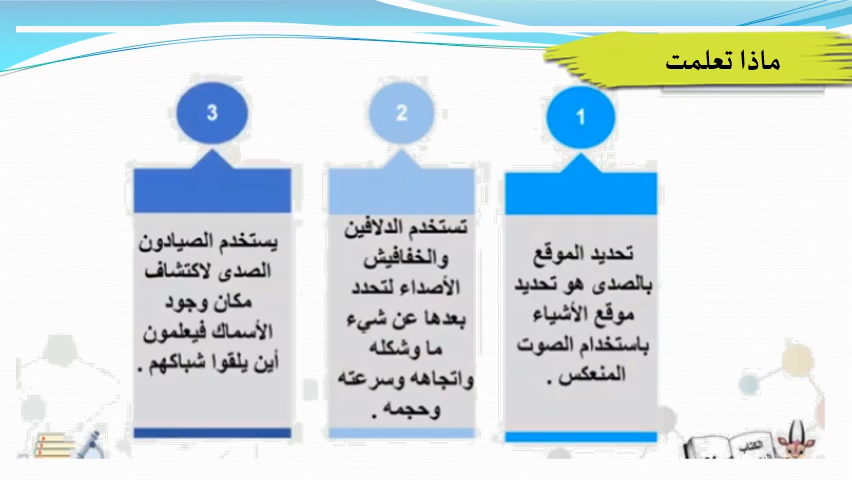 ماذا تعلمت
1
تحديد الموقع
بالصدى هو تحديد
موقع الأشياء
باستخدام الصوت
المنعكس .
2
تستخدم الدلافين
والخفافيش
الأصداء لتحدد
بعدها عن شيء
ما وشكله
واتجاهه وسرعته
وحجمه .
3
يستخدم الصيادون
الصدى لاكتشاف
مكان وجود
الأسماك فيعلمون
أين يلقوا شباكهم .
الكتاب